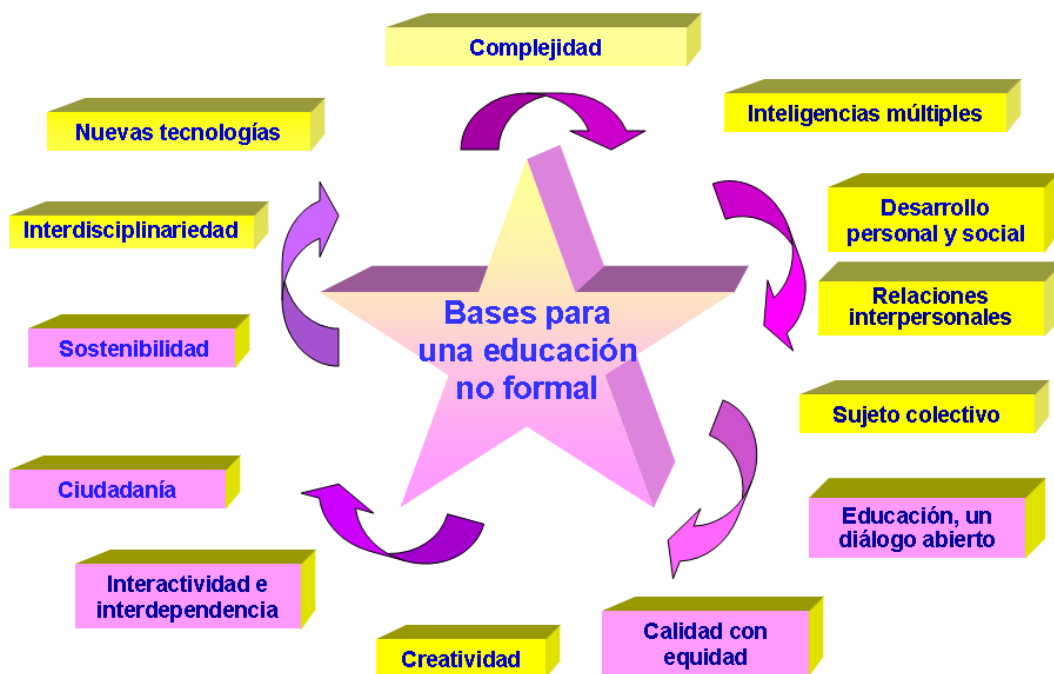 Complejidad
Inteligencias múltiples
Nuevas tecnologías
Desarrollo
personal y social
Interdisciplinariedad
Relaciones
interpersonales
Bases para
una educación
no formal
Sostenibilidad
Sujeto colectivo
Ciudadanía
Educación, un
diálogo abierto
Interactividad e
interdependencia
Calidad con
equidad
Creatividad